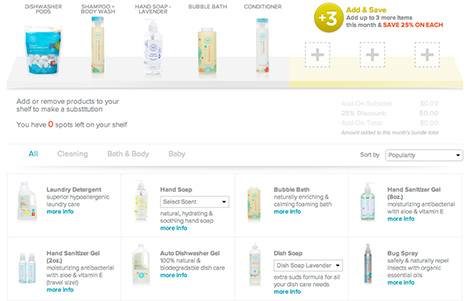 DISHWASHER PODS
SHAMPOO + BODY WASH
HAND SOAP - LAVENDER
BUBBLE BATH
CONDITIONER
+3
Add & Save
Add up to 3 more items
this month & SAVE 25% ON EACH
Add or remove products to your
shelf to make a substitution
You have 0 spots left on your shelf
Add-On Subtotal: $0.00
25% Discount: $0.00
Add-On Total: $0.00
Amount added to this month's bundle total
All Cleaning Bath & Body Baby
Sort by Popularity
Laundry Detergent
superior hypoallergenic
laundry care
more info
Hand Soap
Select Scent
natural, hydrating &
soothing hand soap
more info
Bubble Bath
naturally enriching &
calming foaming bath
more info
Hand Sanitizer Gel
(8oz.)
moisturizing antibacterial
with aloe & vitamin E
more info
Hand Sanitizer Gel
(2oz.)
moisturizing antibacterial
with aloe & vitamin E
(travel size!)
more info
Auto Dishwasher Gel
100% natural &
biodegradable dish care
more info
Dish Soap
Dish Soap Lavender
extra suds formula for all
your dish care needs
more info
Bug Spray
safely & naturally repel
insects with organic
essential oils
more info